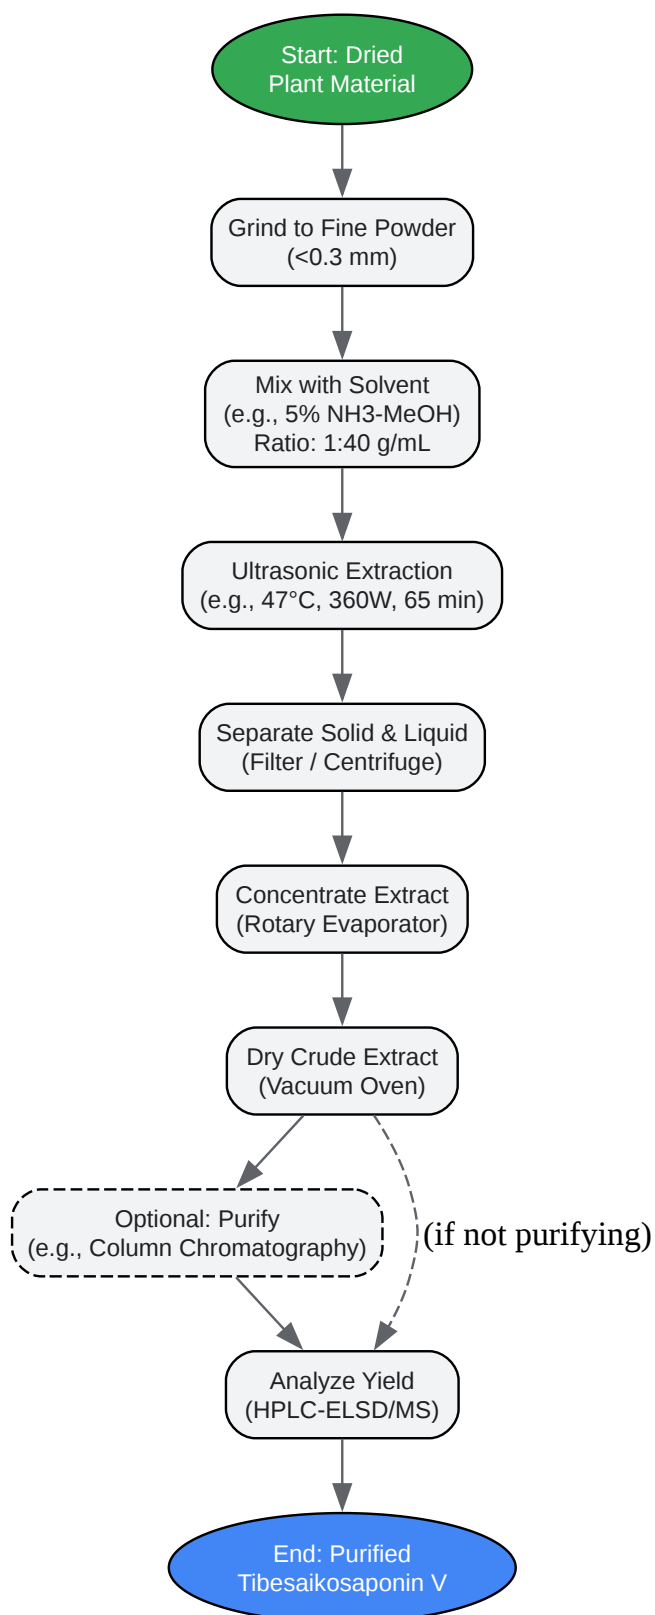 Start: Dried
Plant Material
Grind to Fine Powder
(<0.3 mm)
Mix with Solvent
(e.g., 5% NH3-MeOH)
Ratio: 1:40 g/mL
Ultrasonic Extraction
(e.g., 47°C, 360W, 65 min)
Separate Solid & Liquid
(Filter / Centrifuge)
Concentrate Extract
(Rotary Evaporator)
Dry Crude Extract
(Vacuum Oven)
Optional: Purify
(e.g., Column Chromatography)
(if not purifying)
Analyze Yield
(HPLC-ELSD/MS)
End: Purified
Tibesaikosaponin V